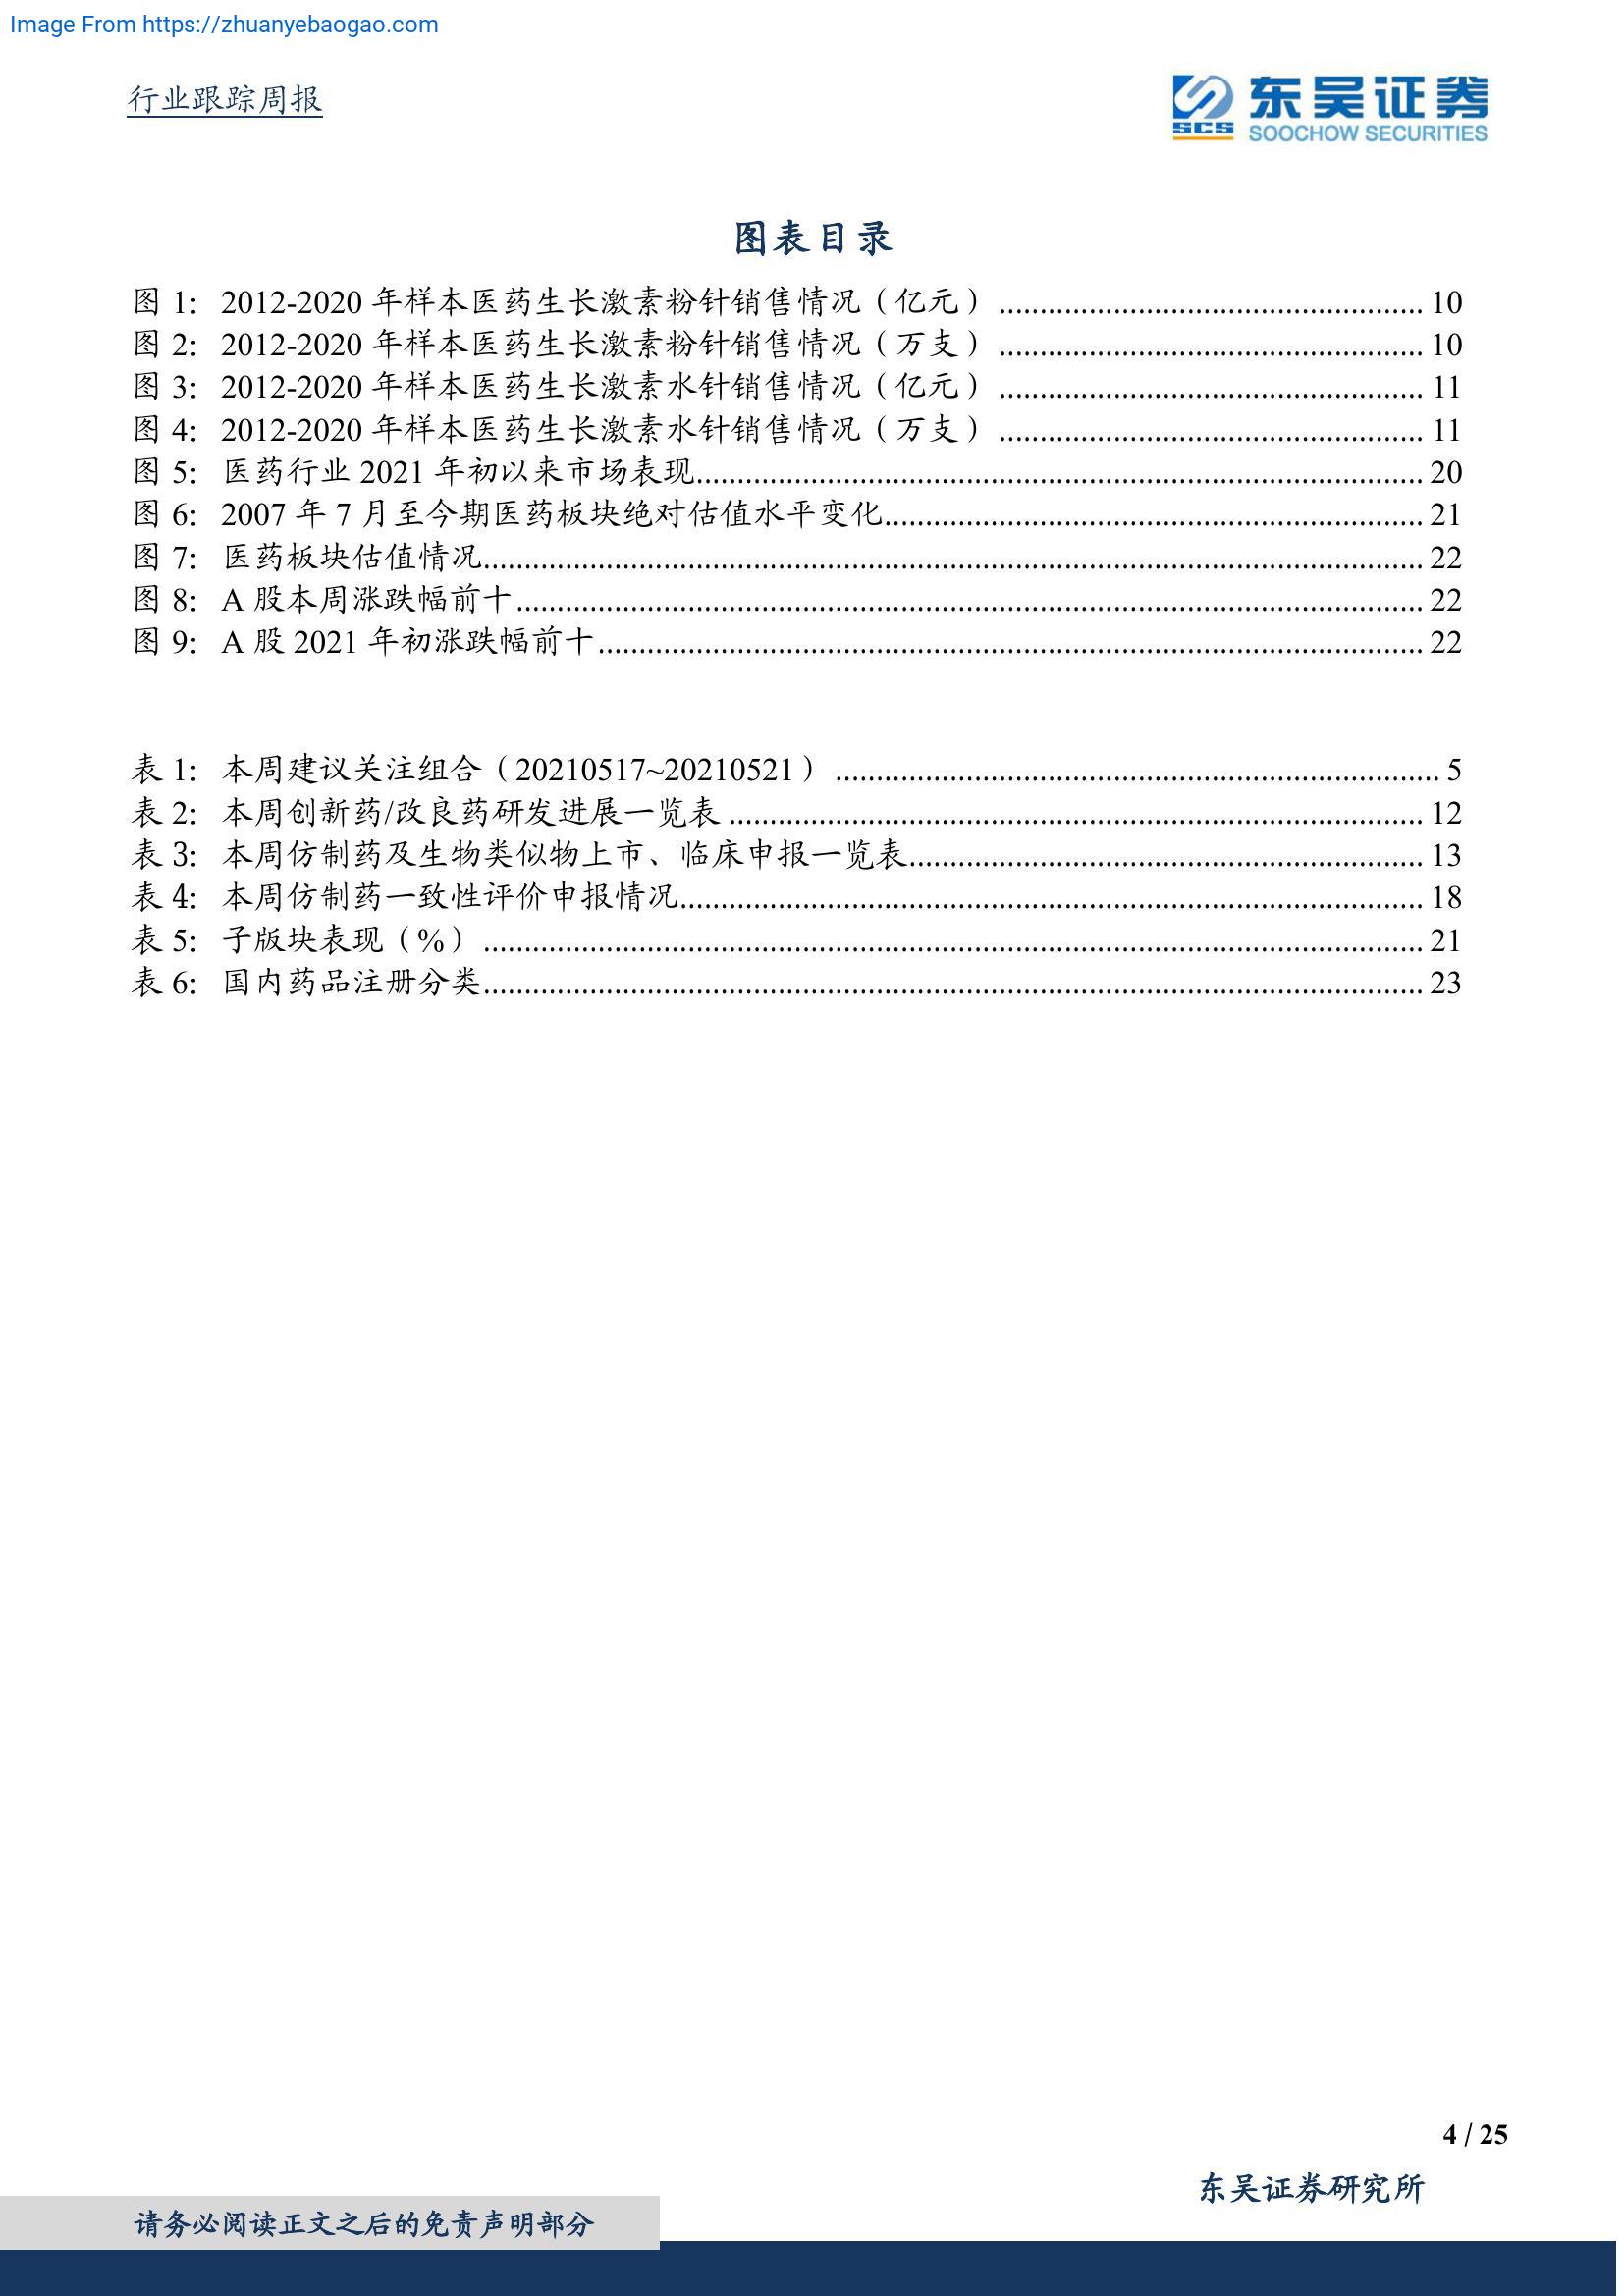 Image From https://zhuanyebaogao.com
行业跟踪周报
SCS
东吴证券
SOOCHOW SECURITIES
图表目录
图 1: 2012-2020 年样本医药生长激素粉针销售情况（亿元） .................... 10
图 2: 2012-2020 年样本医药生长激素粉针销售情况（万支） .................... 10
图 3: 2012-2020 年样本医药生长激素水针销售情况（亿元） .................... 11
图 4: 2012-2020 年样本医药生长激素水针销售情况（万支） .................... 11
图 5: 医药行业 2021 年初以来市场表现.................... 20
图 6: 2007 年 7 月至今期医药板块绝对估值水平变化.................... 21
图 7: 医药板块估值情况.................... 22
图 8: A 股本周涨跌幅前十.................... 22
图 9: A 股 2021 年初涨跌幅前十.................... 22
表 1: 本周建议关注组合（20210517~20210521） .................... 5
表 2: 本周创新药/改良药研发进展一览表 .................... 12
表 3: 本周仿制药及生物类似物上市、临床申报一览表.................... 13
表 4: 本周仿制药一致性评价申报情况.................... 18
表 5: 子版块表现（%） .................... 21
表 6: 国内药品注册分类.................... 23
4 / 25
东吴证券研究所
请务必阅读正文之后的免责声明部分